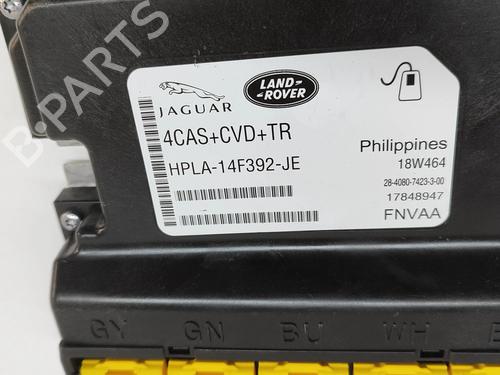 B-PARTS
JAGUAR
LAND-
ROVER
4CAS+CVD+TR
HPLA-14F392-JE
Philippines
18W464
28-4080-7423-3-00
17848947
FNVAA
GY GN BU WH